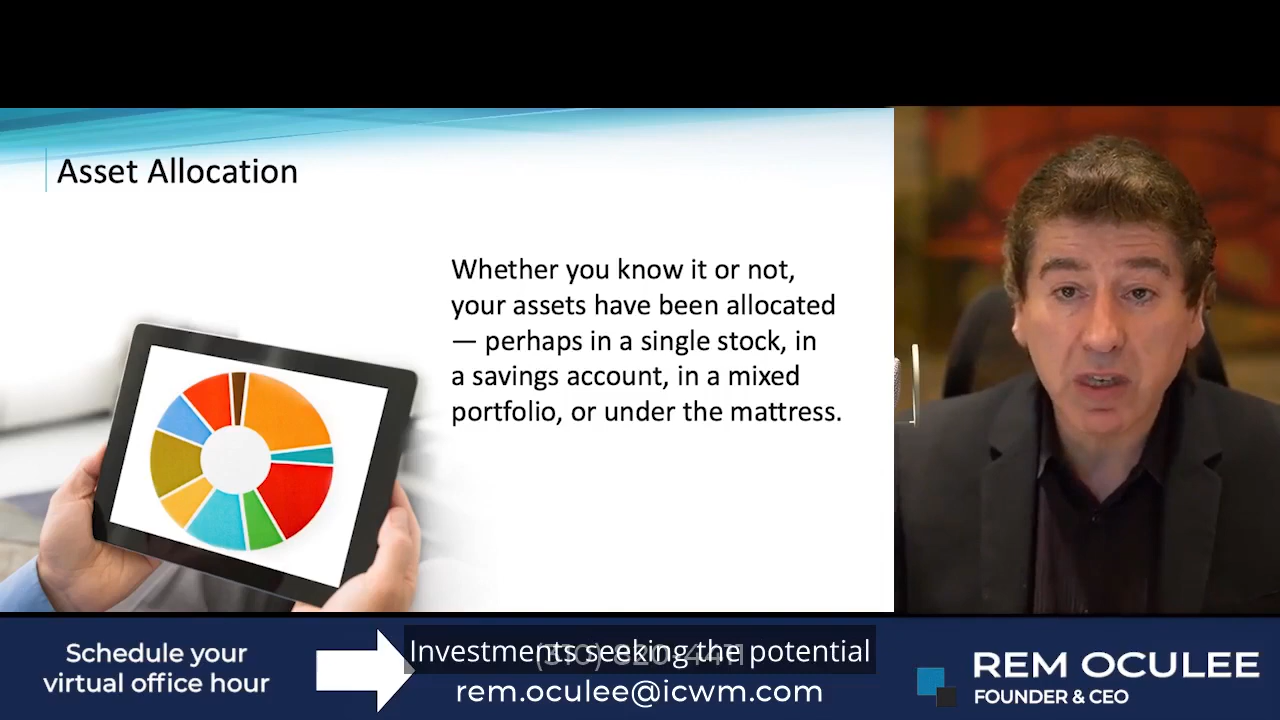 Asset Allocation
Whether you know it or not,
your assets have been allocated
— perhaps in a single stock, in
a savings account, in a mixed
portfolio, or under the mattress.
Schedule your
virtual office hour
Investments seeking the potential
rem.oculee@icwm.com
REM OCULEE
FOUNDER & CEO